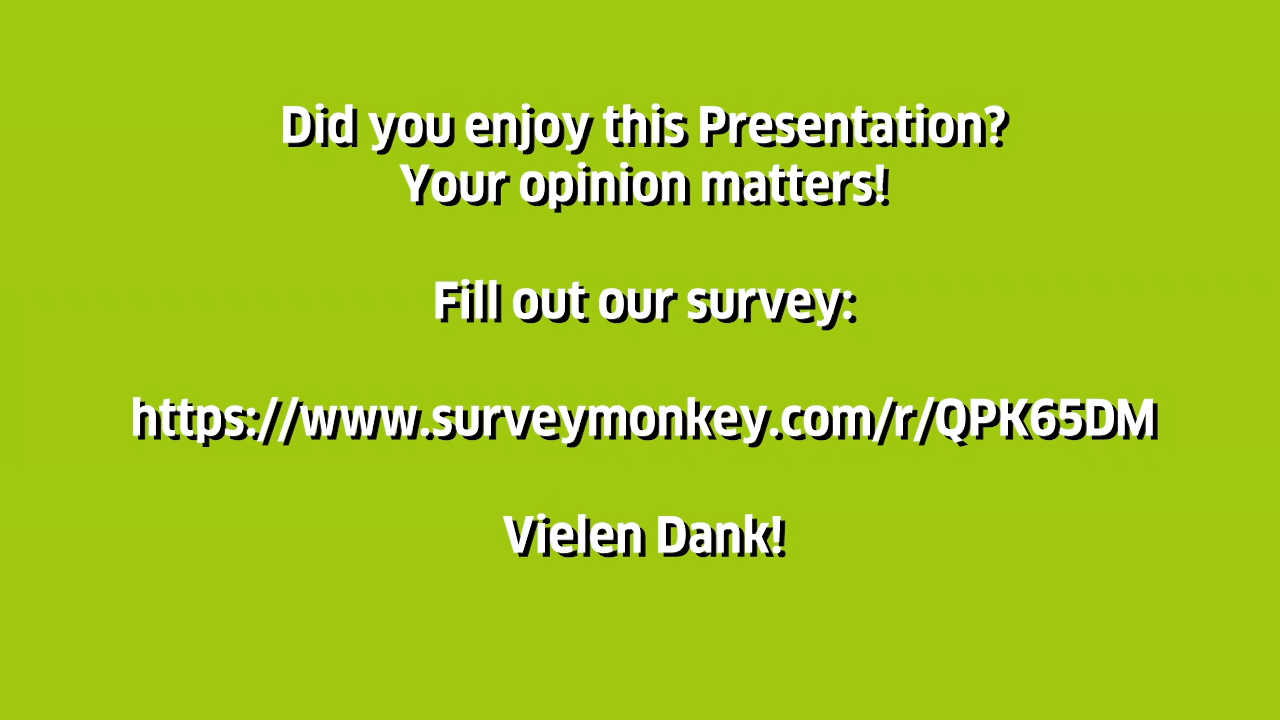 Did you enjoy this Presentation?
Your opinion matters!
Fill out our survey:
https://www.surveymonkey.com/r/QPK65DM
Vielen Dank!